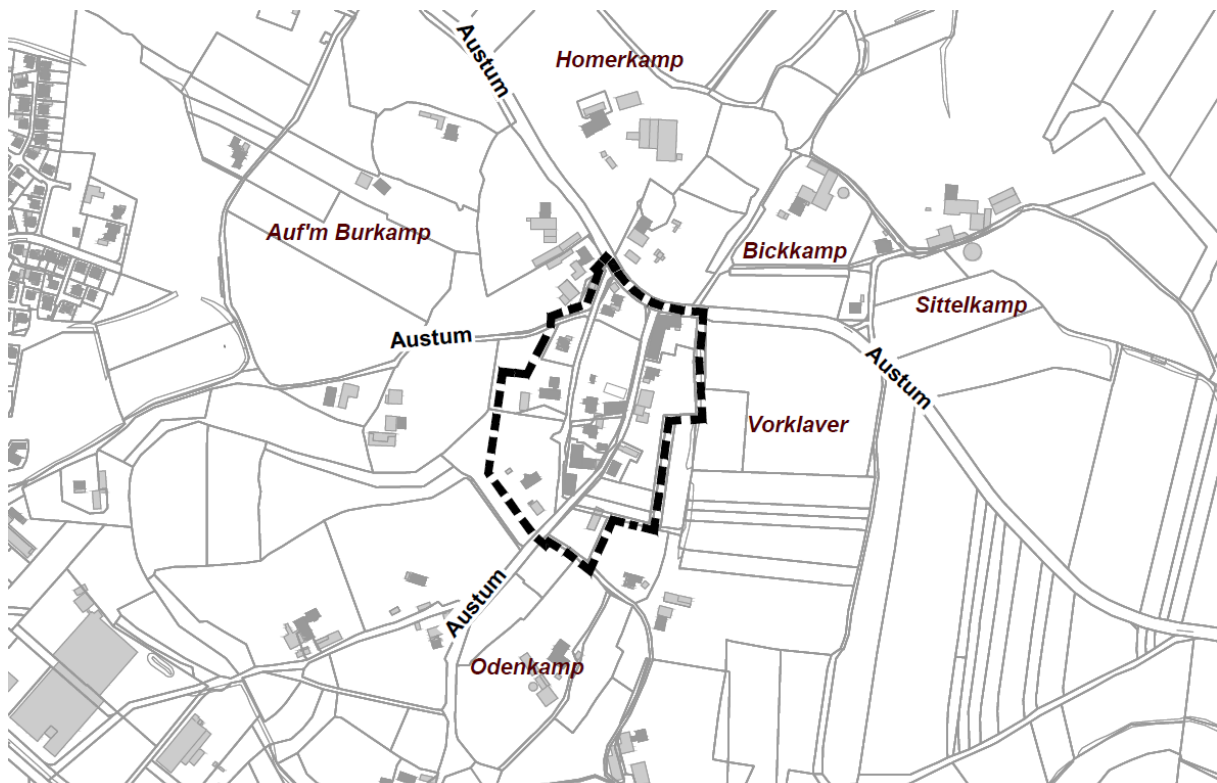 Austum
Homerkamp
Auf'm Burkamp
Bickkamp
Sittelkamp
Austum
Austum
Vorklaver
Austum
Odenkamp